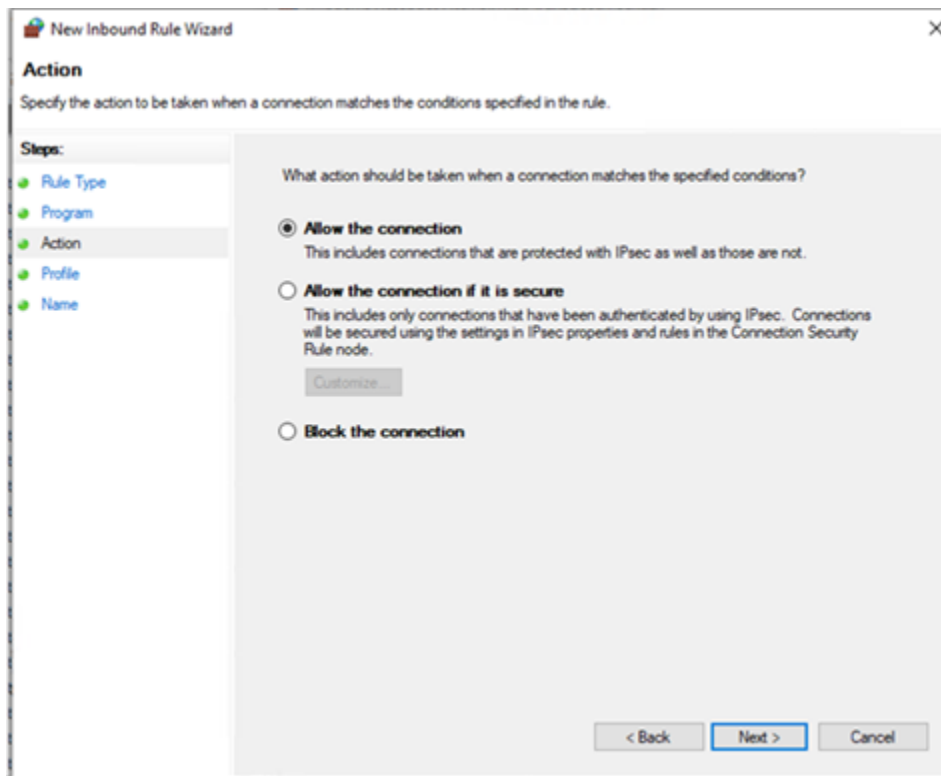 New Inbound Rule Wizard
Action
Specify the action to be taken when a connection matches the conditions specified in the rule.
Steps:
Rule Type
Program
Action
Profile
Name
What action should be taken when a connection matches the specified conditions?
Allow the connection
This includes connections that are protected with IPsec as well as those are not.
Allow the connection if it is secure
This includes only connections that have been authenticated by using IPsec. Connections
will be secured using the settings in IPsec properties and rules in the Connection Security
Rule node.
Customize...
Block the connection
< Back
Next >
Cancel